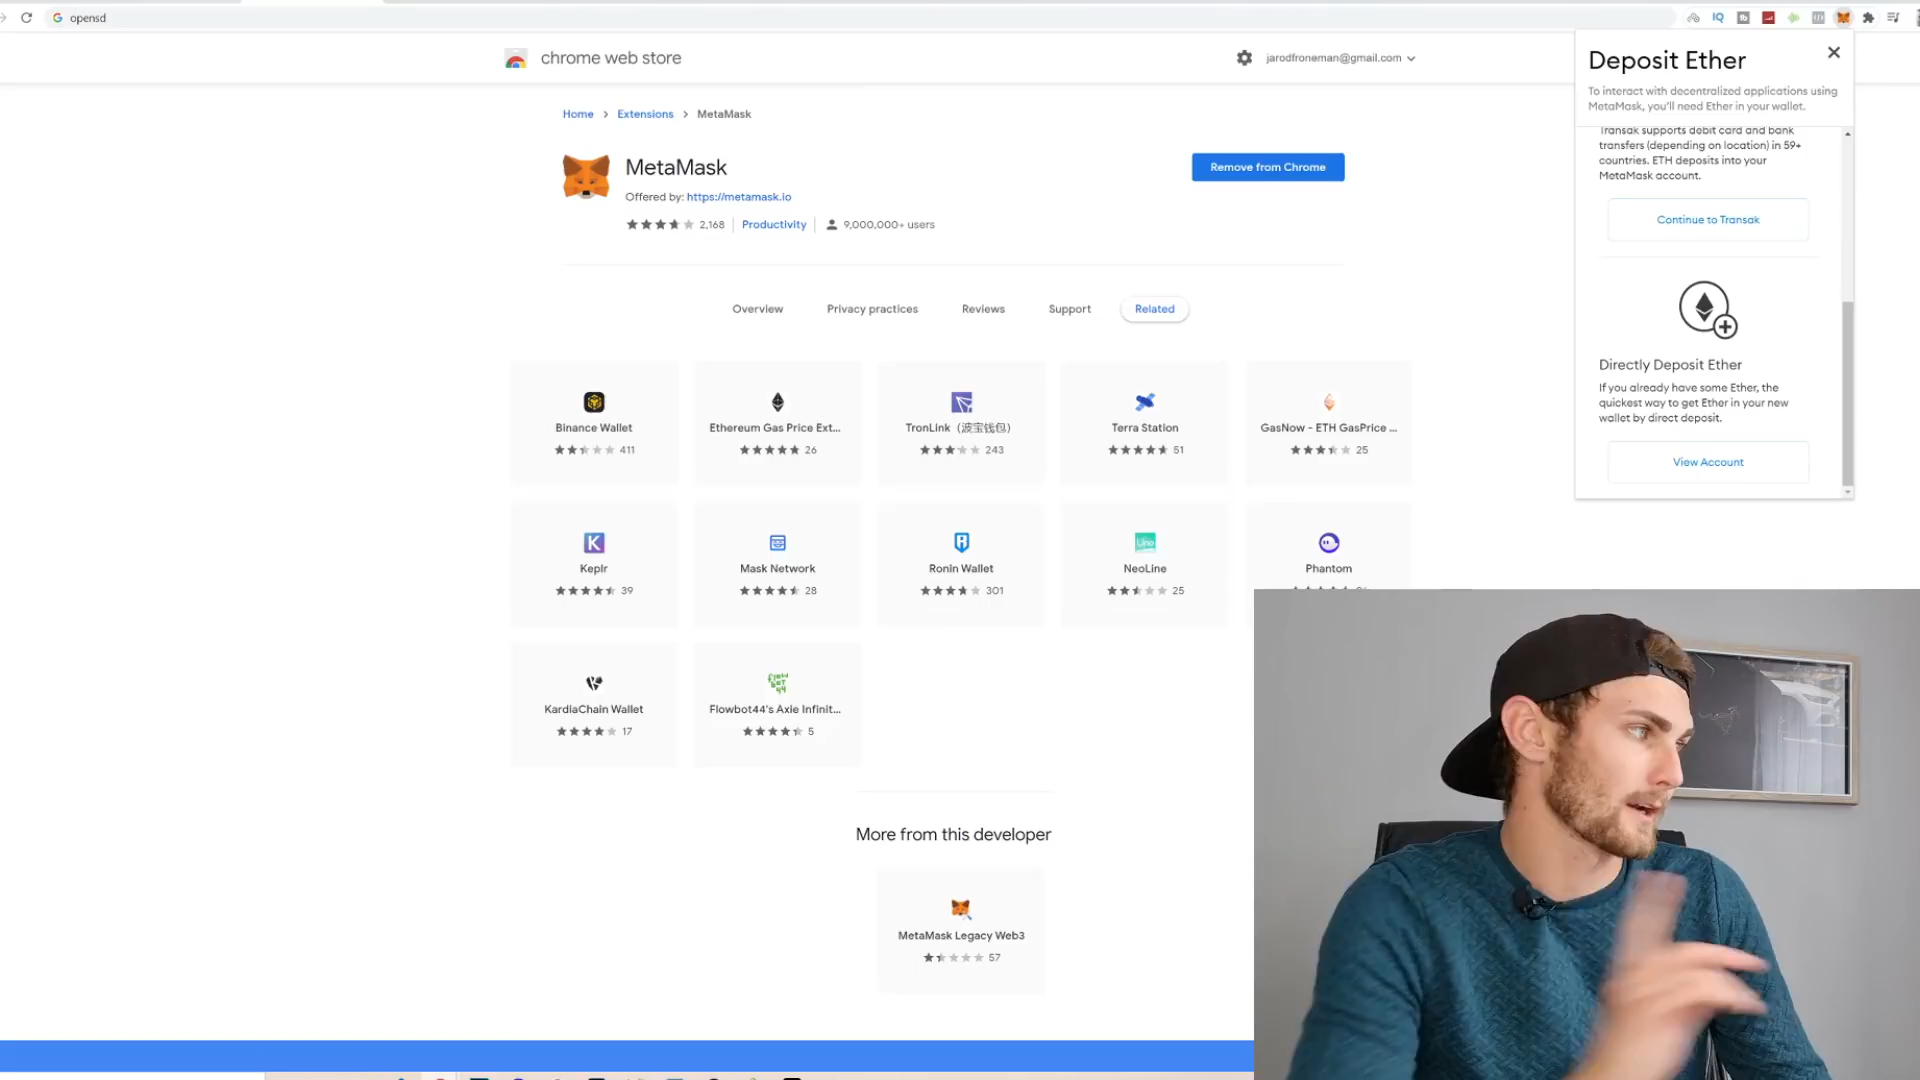 opensd
IQ
chrome web store
jarodfroneman@gmail.com
Home > Extensions > MetaMask
MetaMask
Offered by: https://metamask.io
2,168
Productivity
9,000,000+ users
Remove from Chrome
Overview
Privacy practices
Reviews
Support
Related
Binance Wallet
411
Ethereum Gas Price Ext...
26
TronLink（波宝钱包）
243
Terra Station
51
GasNow - ETH GasPrice ...
25
Keplr
39
Mask Network
28
Ronin Wallet
301
NeoLine
25
Phantom
KardiaChain Wallet
17
Flowbot44's Axie Infinit...
5
More from this developer
MetaMask Legacy Web3
57
Deposit Ether
To interact with decentralized applications using
MetaMask, you'll need Ether in your wallet.
Transak supports debit card and bank
transfers (depending on location) in 59+
countries. ETH deposits into your
MetaMask account.
Continue to Transak
Directly Deposit Ether
If you already have some Ether, the
quickest way to get Ether in your new
wallet by direct deposit.
View Account